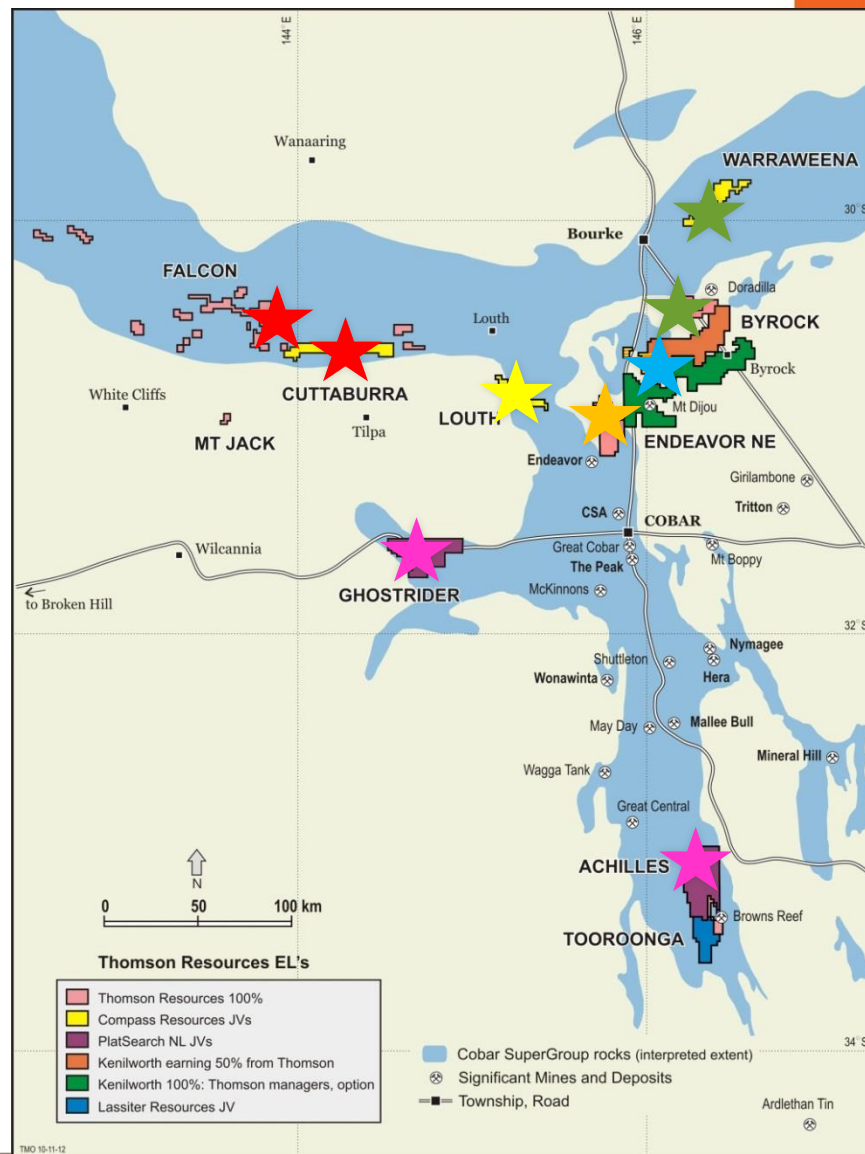 144°E
146°E
Wanaaring
WARRAWEENA
30°S
Bourke
FALCON
Doradilla
Louth
BYROCK
Byrock
CUTTABURRA
White Cliffs
LOUTH
Mt Dijou
MT JACK
Tilpa
ENDEAVOR NE
Endeavor
Girilambone
CSA
Tritton
COBAR
Wilcannia
Great Cobar
Mt Boppy
The Peak
to Broken Hill
GHOSTRIDER
McKinnons
32°S
Nymagee
Shuttleton
Hera
Wonawinta
May Day
Mallee Bull
Mineral Hill
Wagga Tank
Great Central
ACHILLES
N
0 50 100 km
Browns Reef
TOOROONGA
Thomson Resources EL's
Thomson Resources 100%
Compass Resources JVs
PlatSearch NL JVs
Kenilworth earning 50% from Thomson
Kenilworth 100%: Thomson managers, option
Lassiter Resources JV
34°S
Cobar SuperGroup rocks (interpreted extent)
Significant Mines and Deposits
Township, Road
Ardlethan Tin
TMO 10-11-12